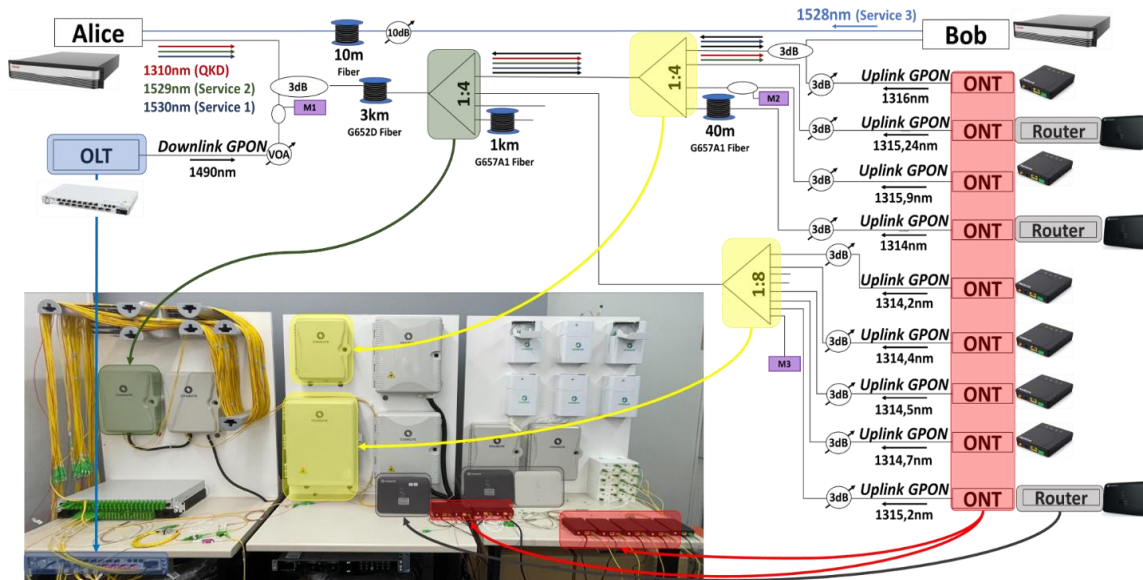 Alice
1528nm (Service 3)
Bob
10dB
10m
Fiber
1310nm (QKD)
1529nm (Service 2)
1530nm (Service 1)
3dB
M1
3km
G652D Fiber
1:4
1km
G657A1 Fiber
1:4
40m
G657A1 Fiber
3dB
M2
OLT
Downlink GPON
1490nm
VOA
3dB
Uplink GPON
1316nm
ONT
3dB
Uplink GPON
1315,24nm
ONT
Router
3dB
Uplink GPON
1315,9nm
ONT
3dB
Uplink GPON
1314nm
ONT
Router
1:8
M3
3dB
Uplink GPON
1314,2nm
ONT
3dB
Uplink GPON
1314,4nm
ONT
3dB
Uplink GPON
1314,5nm
ONT
3dB
Uplink GPON
1314,7nm
ONT
3dB
Uplink GPON
1315,2nm
ONT
Router